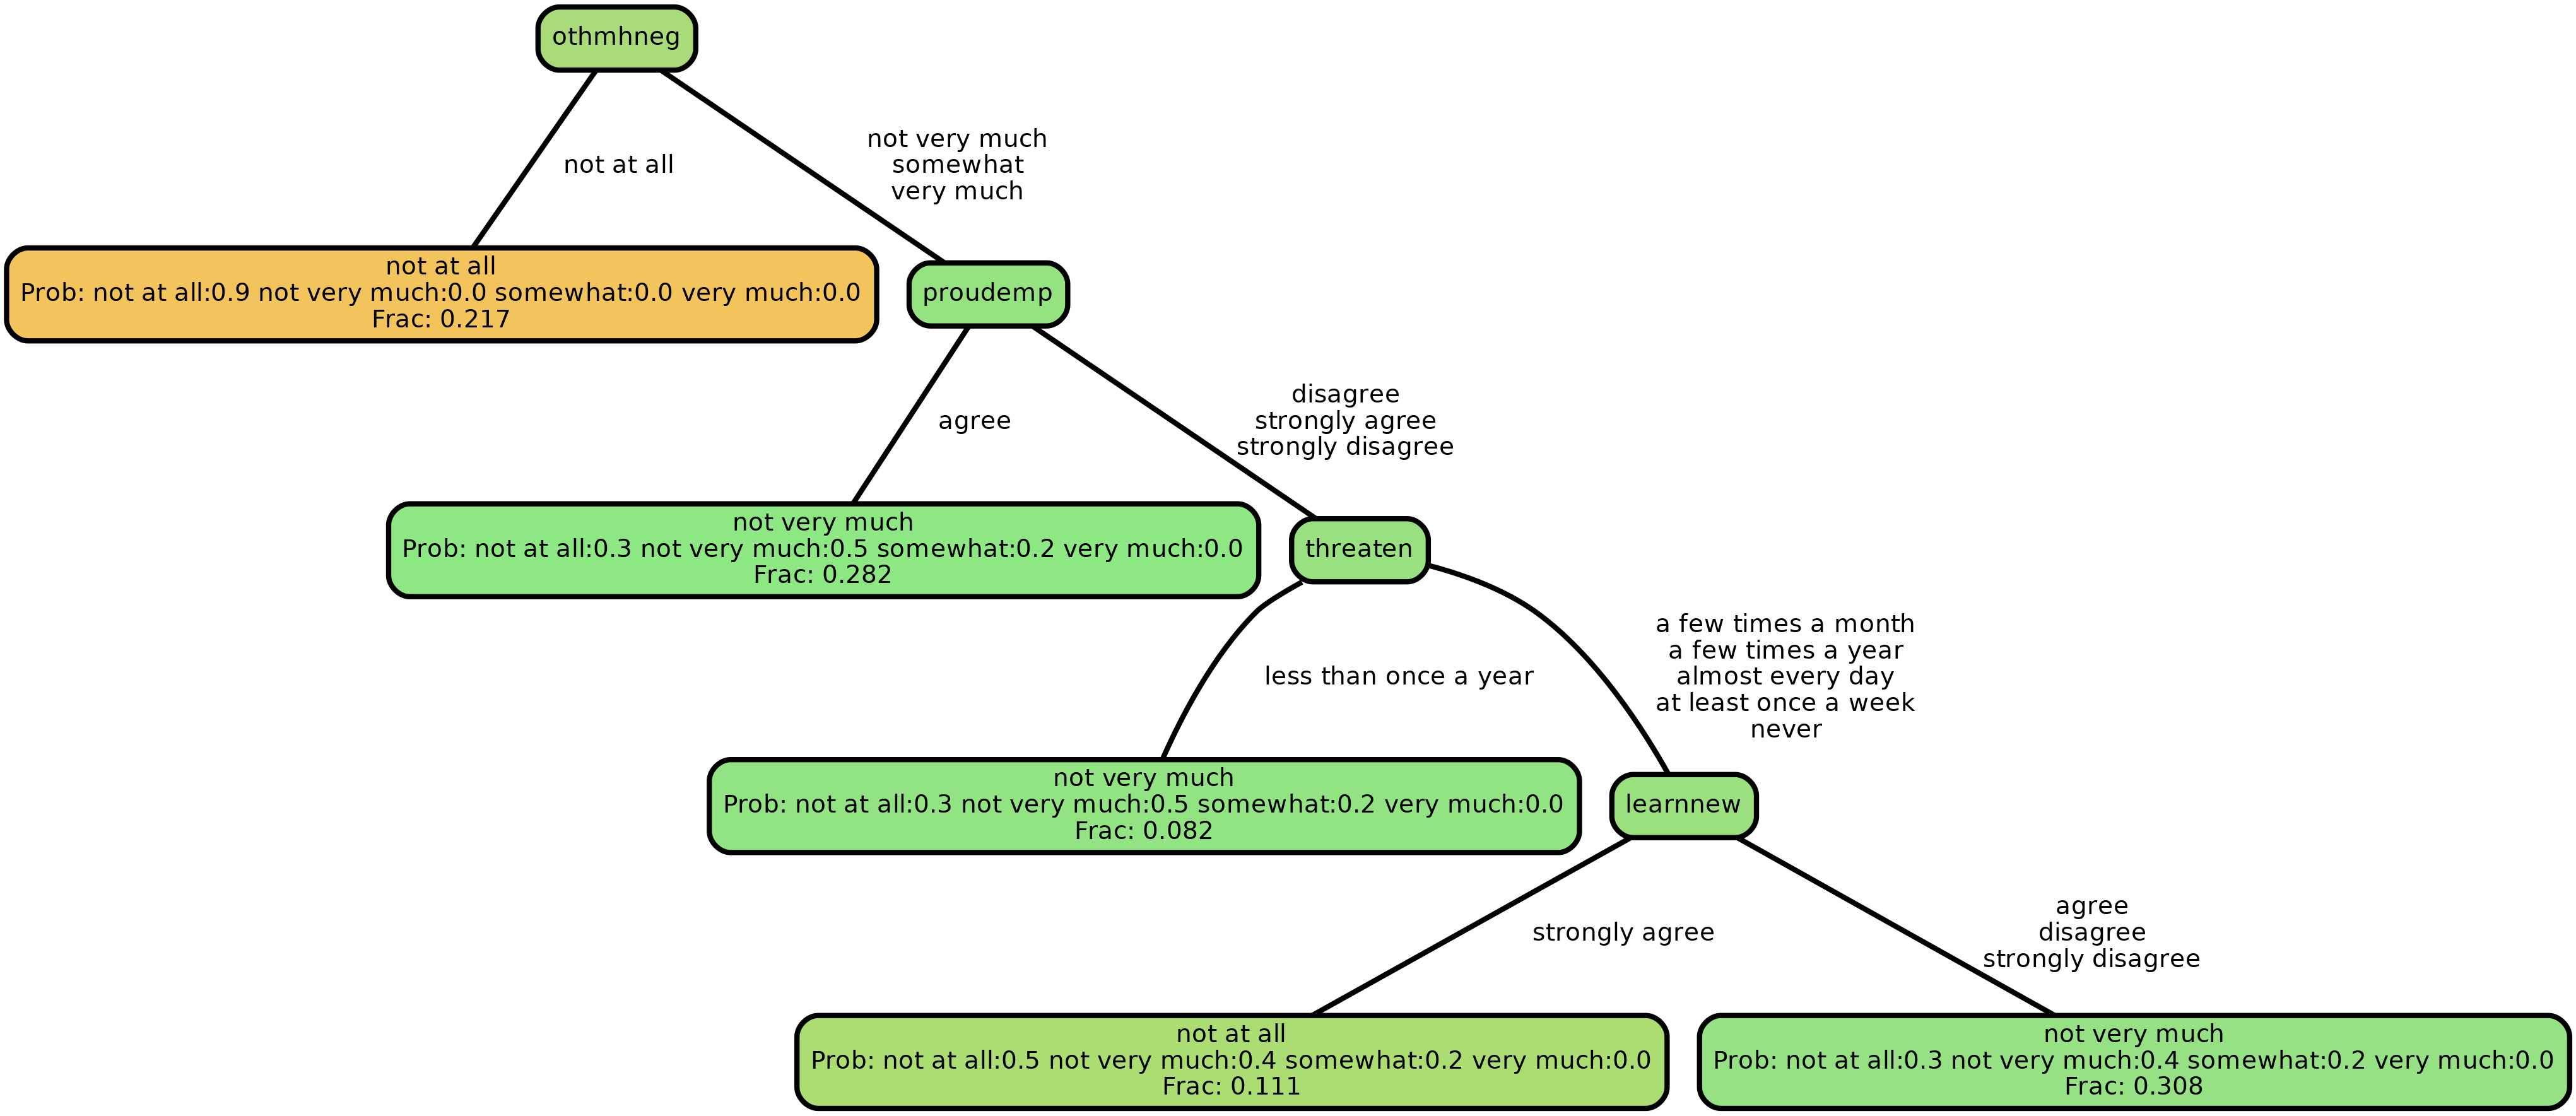 othmhneg
not at all
not very much
somewhat
very much
not at all
Prob: not at all:0.9 not very much:0.0 somewhat:0.0 very much:0.0
Frac: 0.217
proudemp
agree
disagree
strongly agree
strongly disagree
not very much
Prob: not at all:0.3 not very much:0.5 somewhat:0.2 very much:0.0
Frac: 0.282
threaten
less than once a year
a few times a month
a few times a year
almost every day
at least once a week
never
not very much
Prob: not at all:0.3 not very much:0.5 somewhat:0.2 very much:0.0
Frac: 0.082
learnnew
strongly agree
agree
disagree
strongly disagree
not at all
Prob: not at all:0.5 not very much:0.4 somewhat:0.2 very much:0.0
Frac: 0.111
not very much
Prob: not at all:0.3 not very much:0.4 somewhat:0.2 very much:0.0
Frac: 0.308